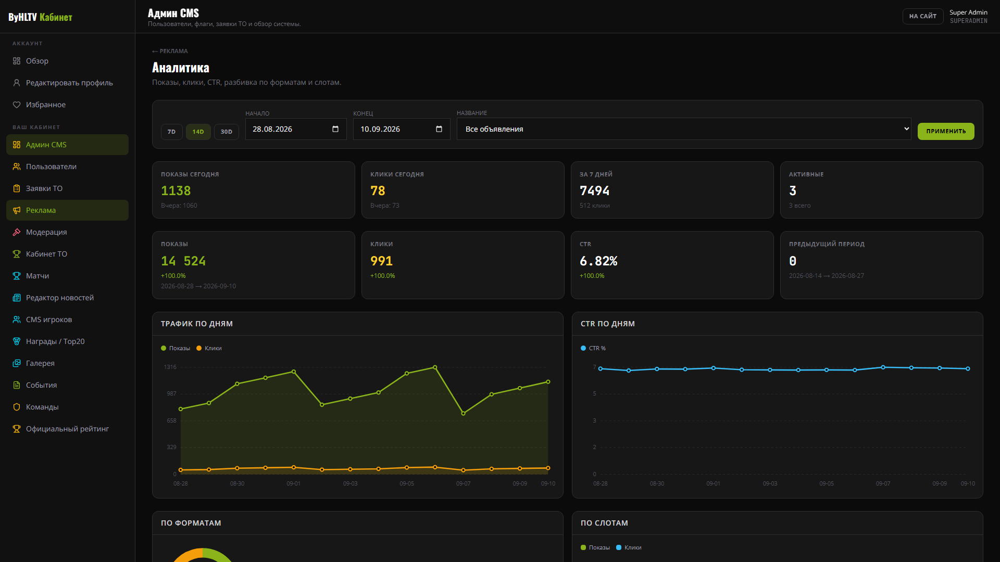 ByHLTV Кабинет
АККАУНТ
Обзор
Редактировать профиль
Избранное
ВАШ КАБИНЕТ
Админ CMS
Пользователи
Заявки ТО
Реклама
Модерация
Кабинет ТО
Матчи
Редактор новостей
CMS игроков
Награды / Top20
Галерея
События
Команды
Официальный рейтинг
Админ CMS
Пользователи, флаги, заявки ТО и обзор системы.
НА САЙТ
Super Admin
SUPERADMIN
← РЕКЛАМА
Аналитика
Показы, клики, CTR, разбивка по форматам и слотам.
7D
14D
30D
НАЧАЛО
28.08.2026
КОНЕЦ
10.09.2026
НАЗВАНИЕ
Все объявления
ПРИМЕНИТЬ
ПОКАЗЫ СЕГОДНЯ
1138
Вчера: 1060
КЛИКИ СЕГОДНЯ
78
Вчера: 73
ЗА 7 ДНЕЙ
7494
512 клики
АКТИВНЫЕ
3
3 всего
ПОКАЗЫ
14 524
+100.0%
2026-08-28 → 2026-09-10
КЛИКИ
991
+100.0%
CTR
6.82%
+100.0%
ПРЕДЫДУЩИЙ ПЕРИОД
0
2026-08-14 → 2026-08-27
ТРАФИК ПО ДНЯМ
Показы Клики
1316
987
658
329
0
08-28 08-30 09-01 09-03 09-05 09-07 09-09 09-10
CTR ПО ДНЯМ
CTR %
7
5
3
2
0
08-28 08-30 09-01 09-03 09-05 09-07 09-09 09-10
ПО ФОРМАТАМ
ПО СЛОТАМ
Показы Клики